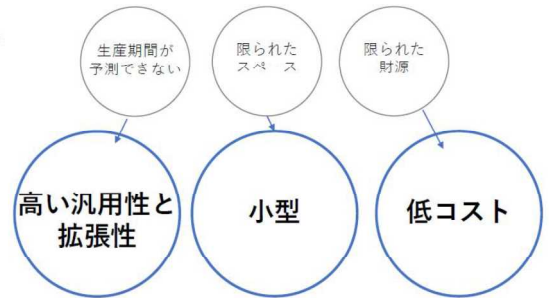 生産期間が
予測できない
限られた
スペース
限られた
財源
高い汎用性と
拡張性
小型
低コスト